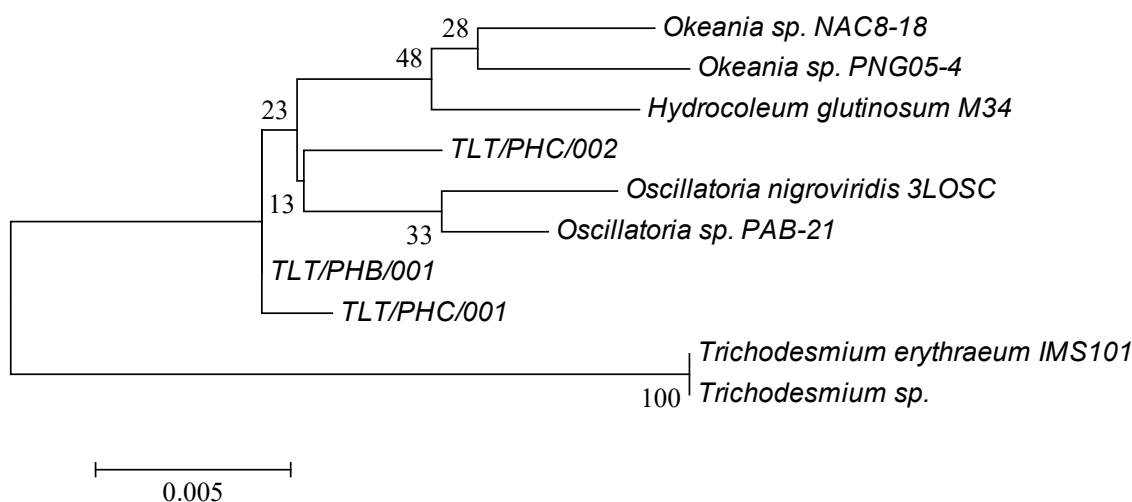 28
Okeania sp. NAC8-18
48
Okeania sp. PNG05-4
Hydrocoleum glutinosum M34
23
TLT/PHC/002
Oscillatoria nigroviridis 3LOSC
13
33
Oscillatoria sp. PAB-21
TLT/PHB/001
TLT/PHC/001
Trichodesmium erythraeum IMS101
100
Trichodesmium sp.
0.005